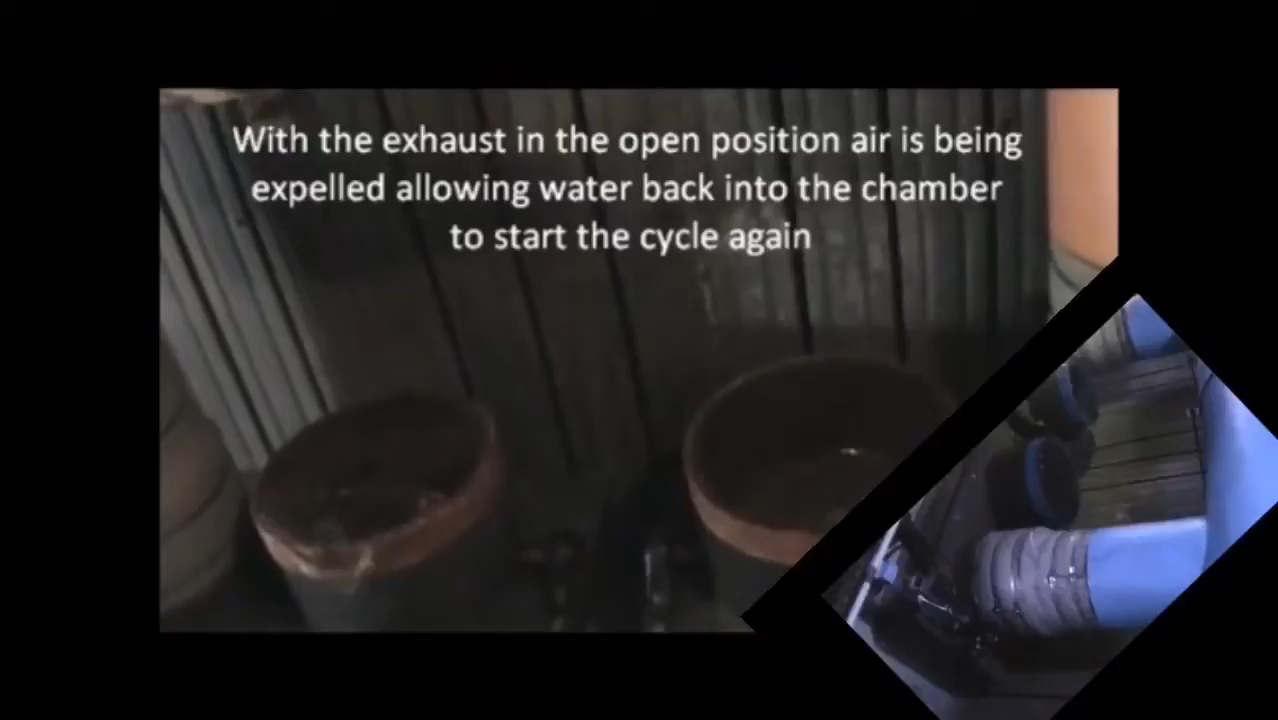 With the exhaust in the open position air is being
expelled allowing water back into the chamber
to start the cycle again